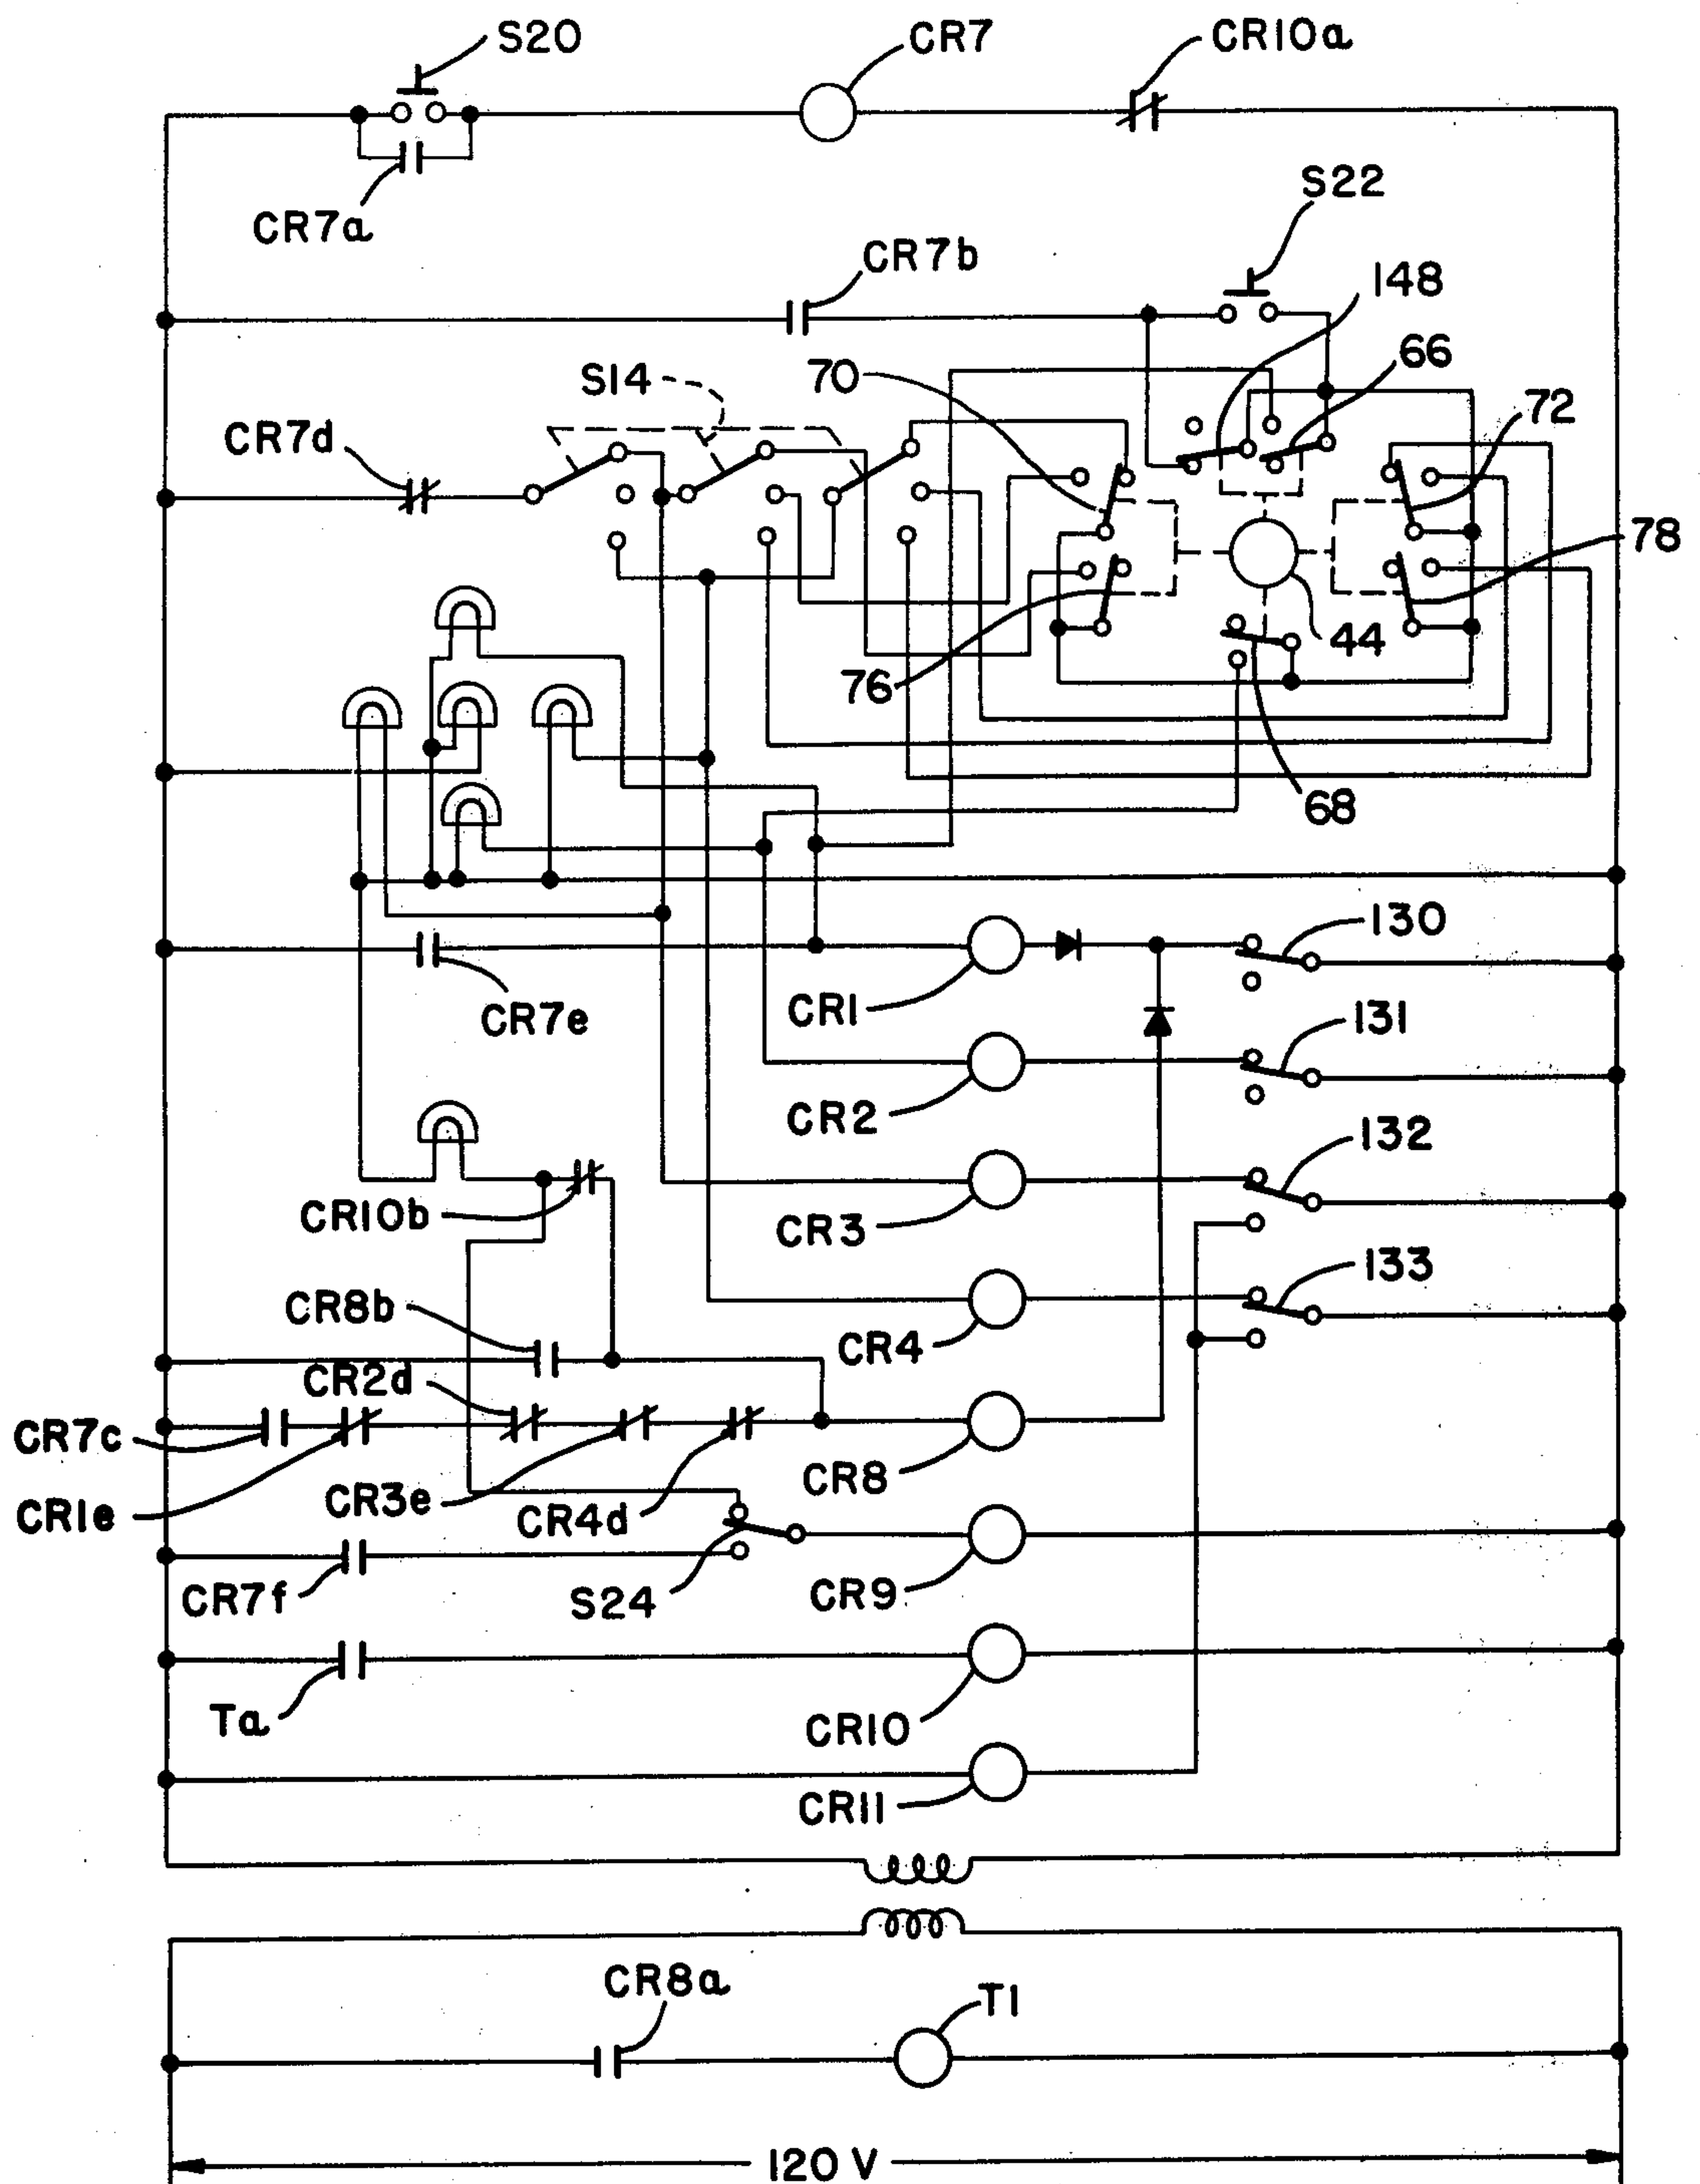 S20
CR7
CR10a
CR7a
S22
CR7b
148
66
S14
70
72
CR7d
78
44
76
68
130
CR1
CR7e
131
CR2
132
CR10b
CR3
133
CR8b
CR4
CR2d
CR7c
CR8
CR3e
CR1e
CR4d
CR7f
S24
CR9
Ta
CR10
CR11
CR8a
T1
120 V